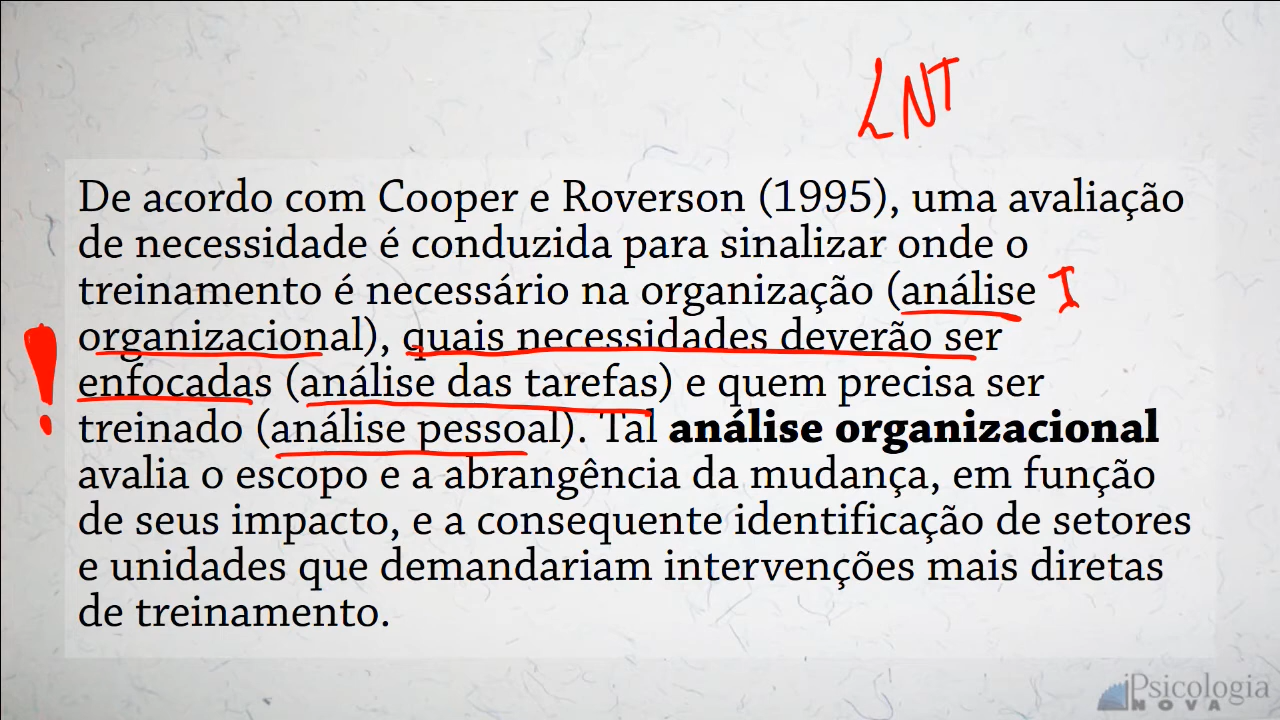 LNT
De acordo com Cooper e Roverson (1995), uma avaliação
de necessidade é conduzida para sinalizar onde o
treinamento é necessário na organização (análise I
organizacional), quais necessidades deverão ser
! enfocadas (análise das tarefas) e quem precisa ser
treinado (análise pessoal). Tal análise organizacional
avalia o escopo e a abrangência da mudança, em função
de seus impacto, e a consequente identificação de setores
e unidades que demandariam intervenções mais diretas
de treinamento.
Psicologia
NOVA